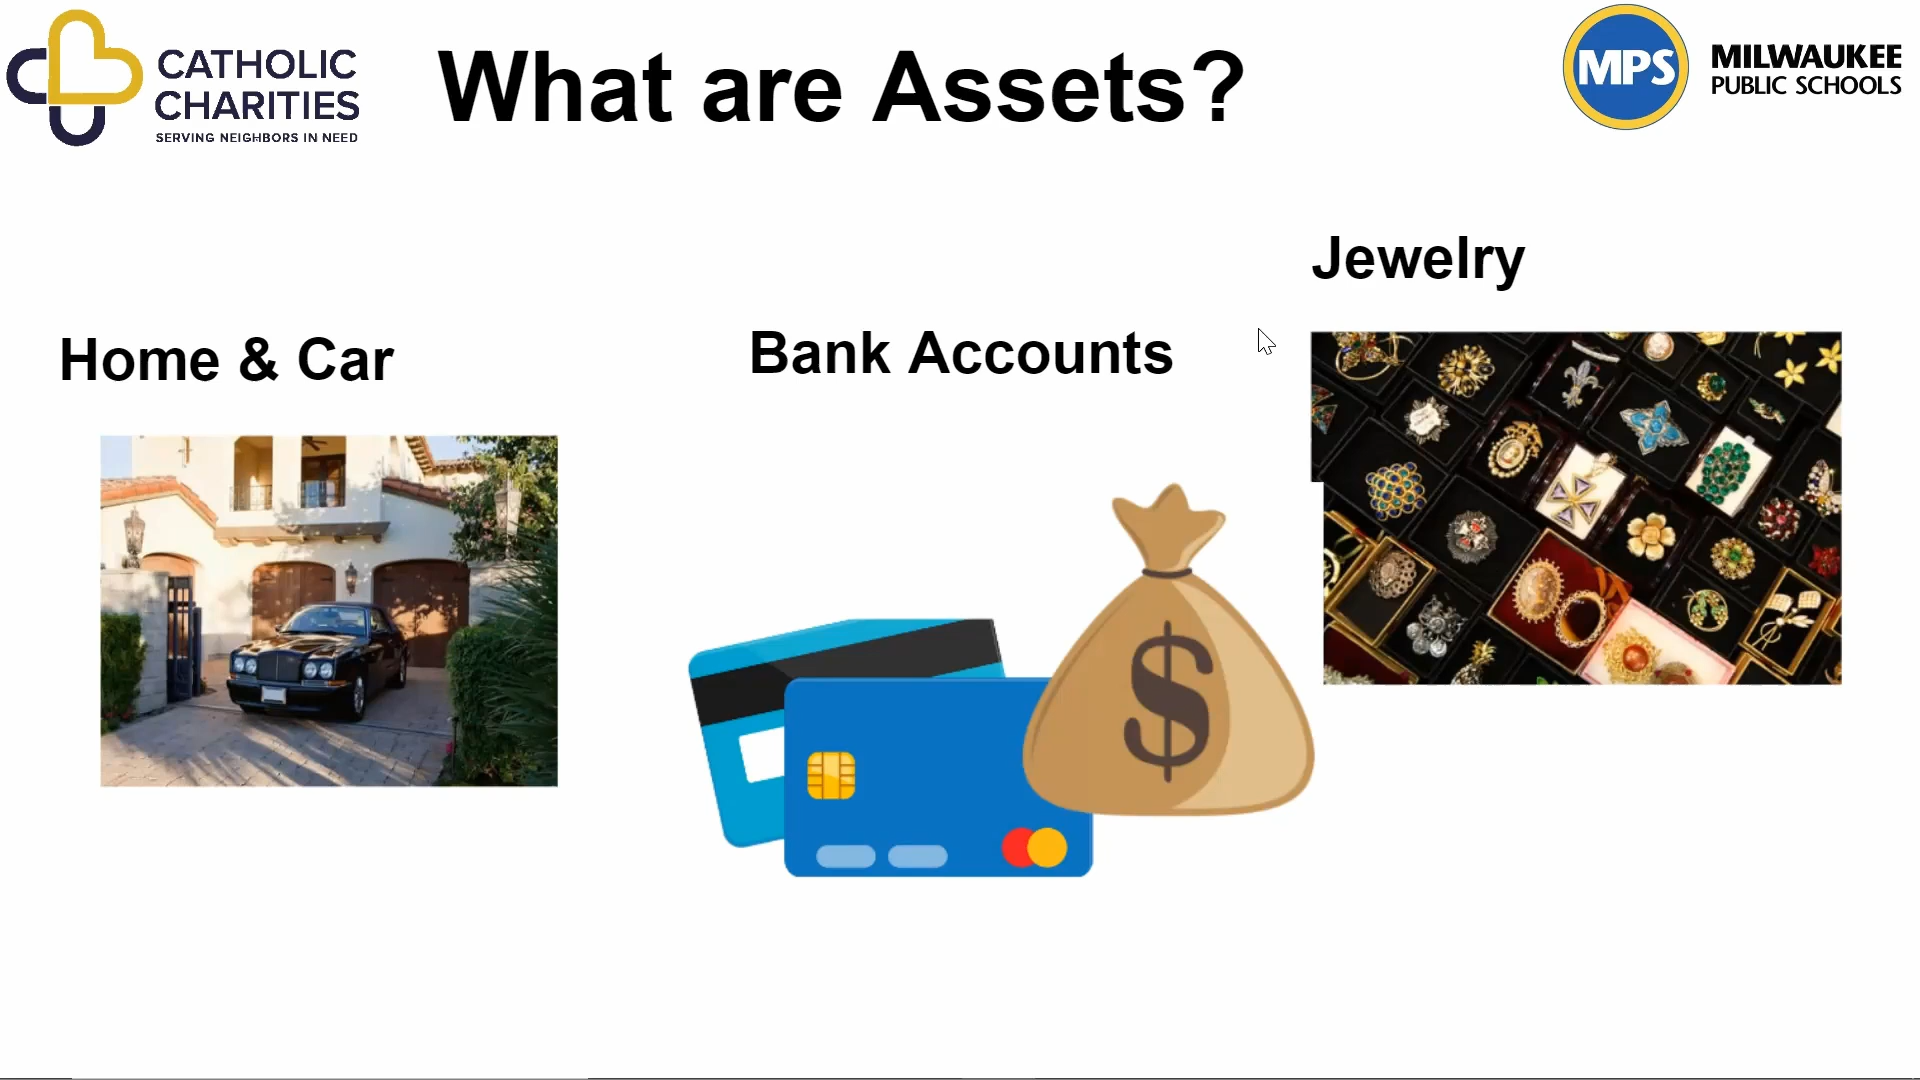 CATHOLIC
CHARITIES
SERVING NEIGHBORS IN NEED
What are Assets?
MPS
MILWAUKEE
PUBLIC SCHOOLS
Home & Car
Bank Accounts
Jewelry
$